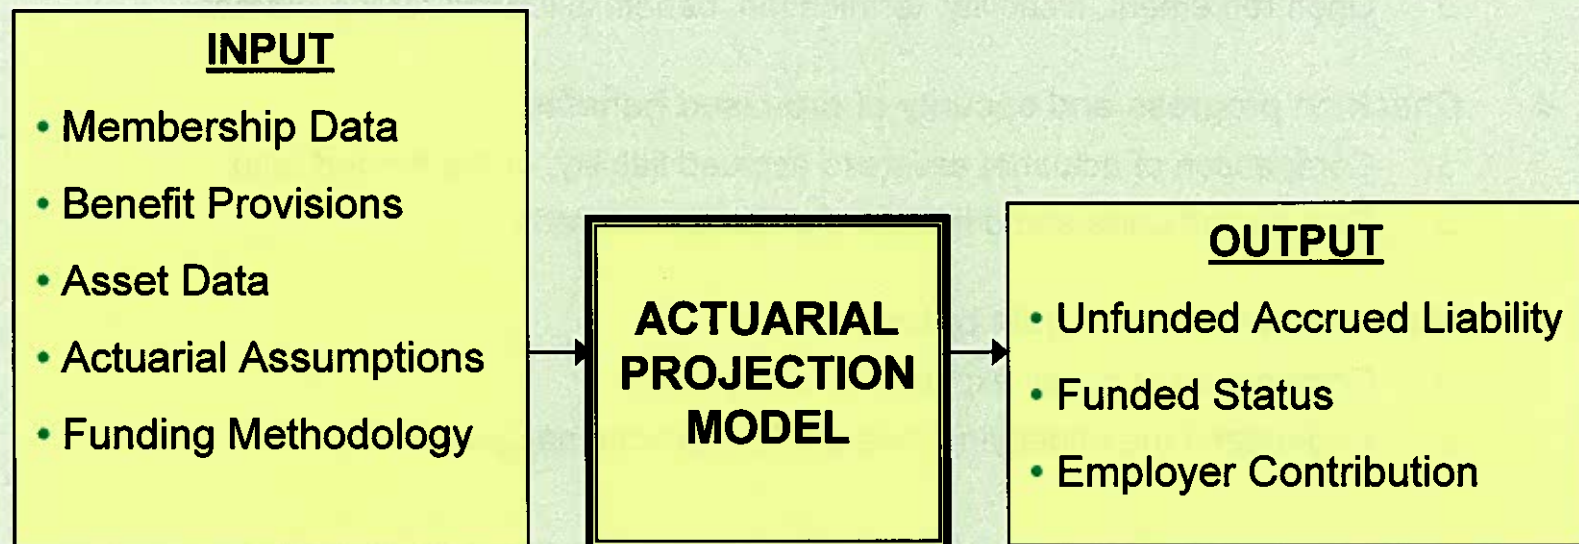 INPUT
• Membership Data
• Benefit Provisions
• Asset Data
• Actuarial Assumptions
• Funding Methodology
ACTUARIAL
PROJECTION
MODEL
OUTPUT
• Unfunded Accrued Liability
• Funded Status
• Employer Contribution